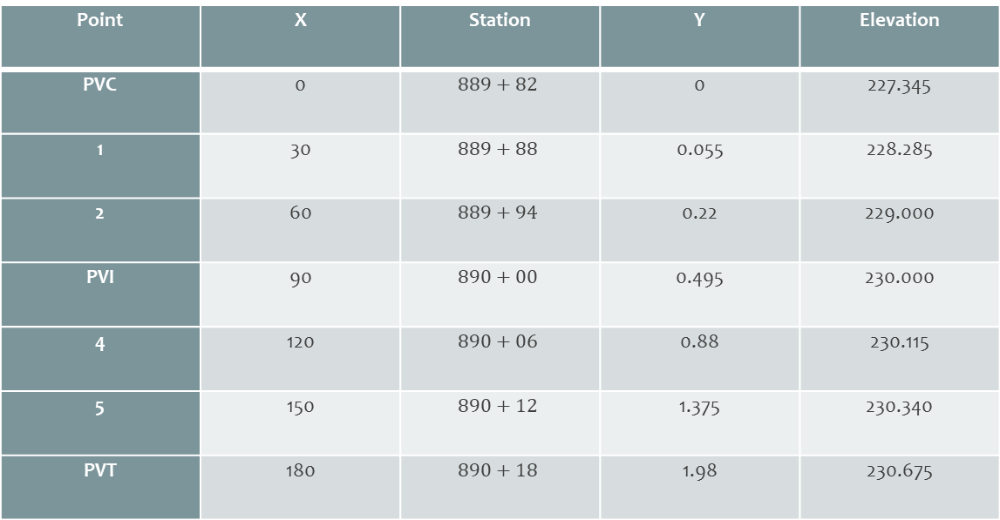 Point X Station Y Elevation
PVC 0 889 + 82 0 227.345
1 30 889 + 88 0.055 228.285
2 60 889 + 94 0.22 229.000
PVI 90 890 + 00 0.495 230.000
4 120 890 + 06 0.88 230.115
5 150 890 + 12 1.375 230.340
PVT 180 890 + 18 1.98 230.675